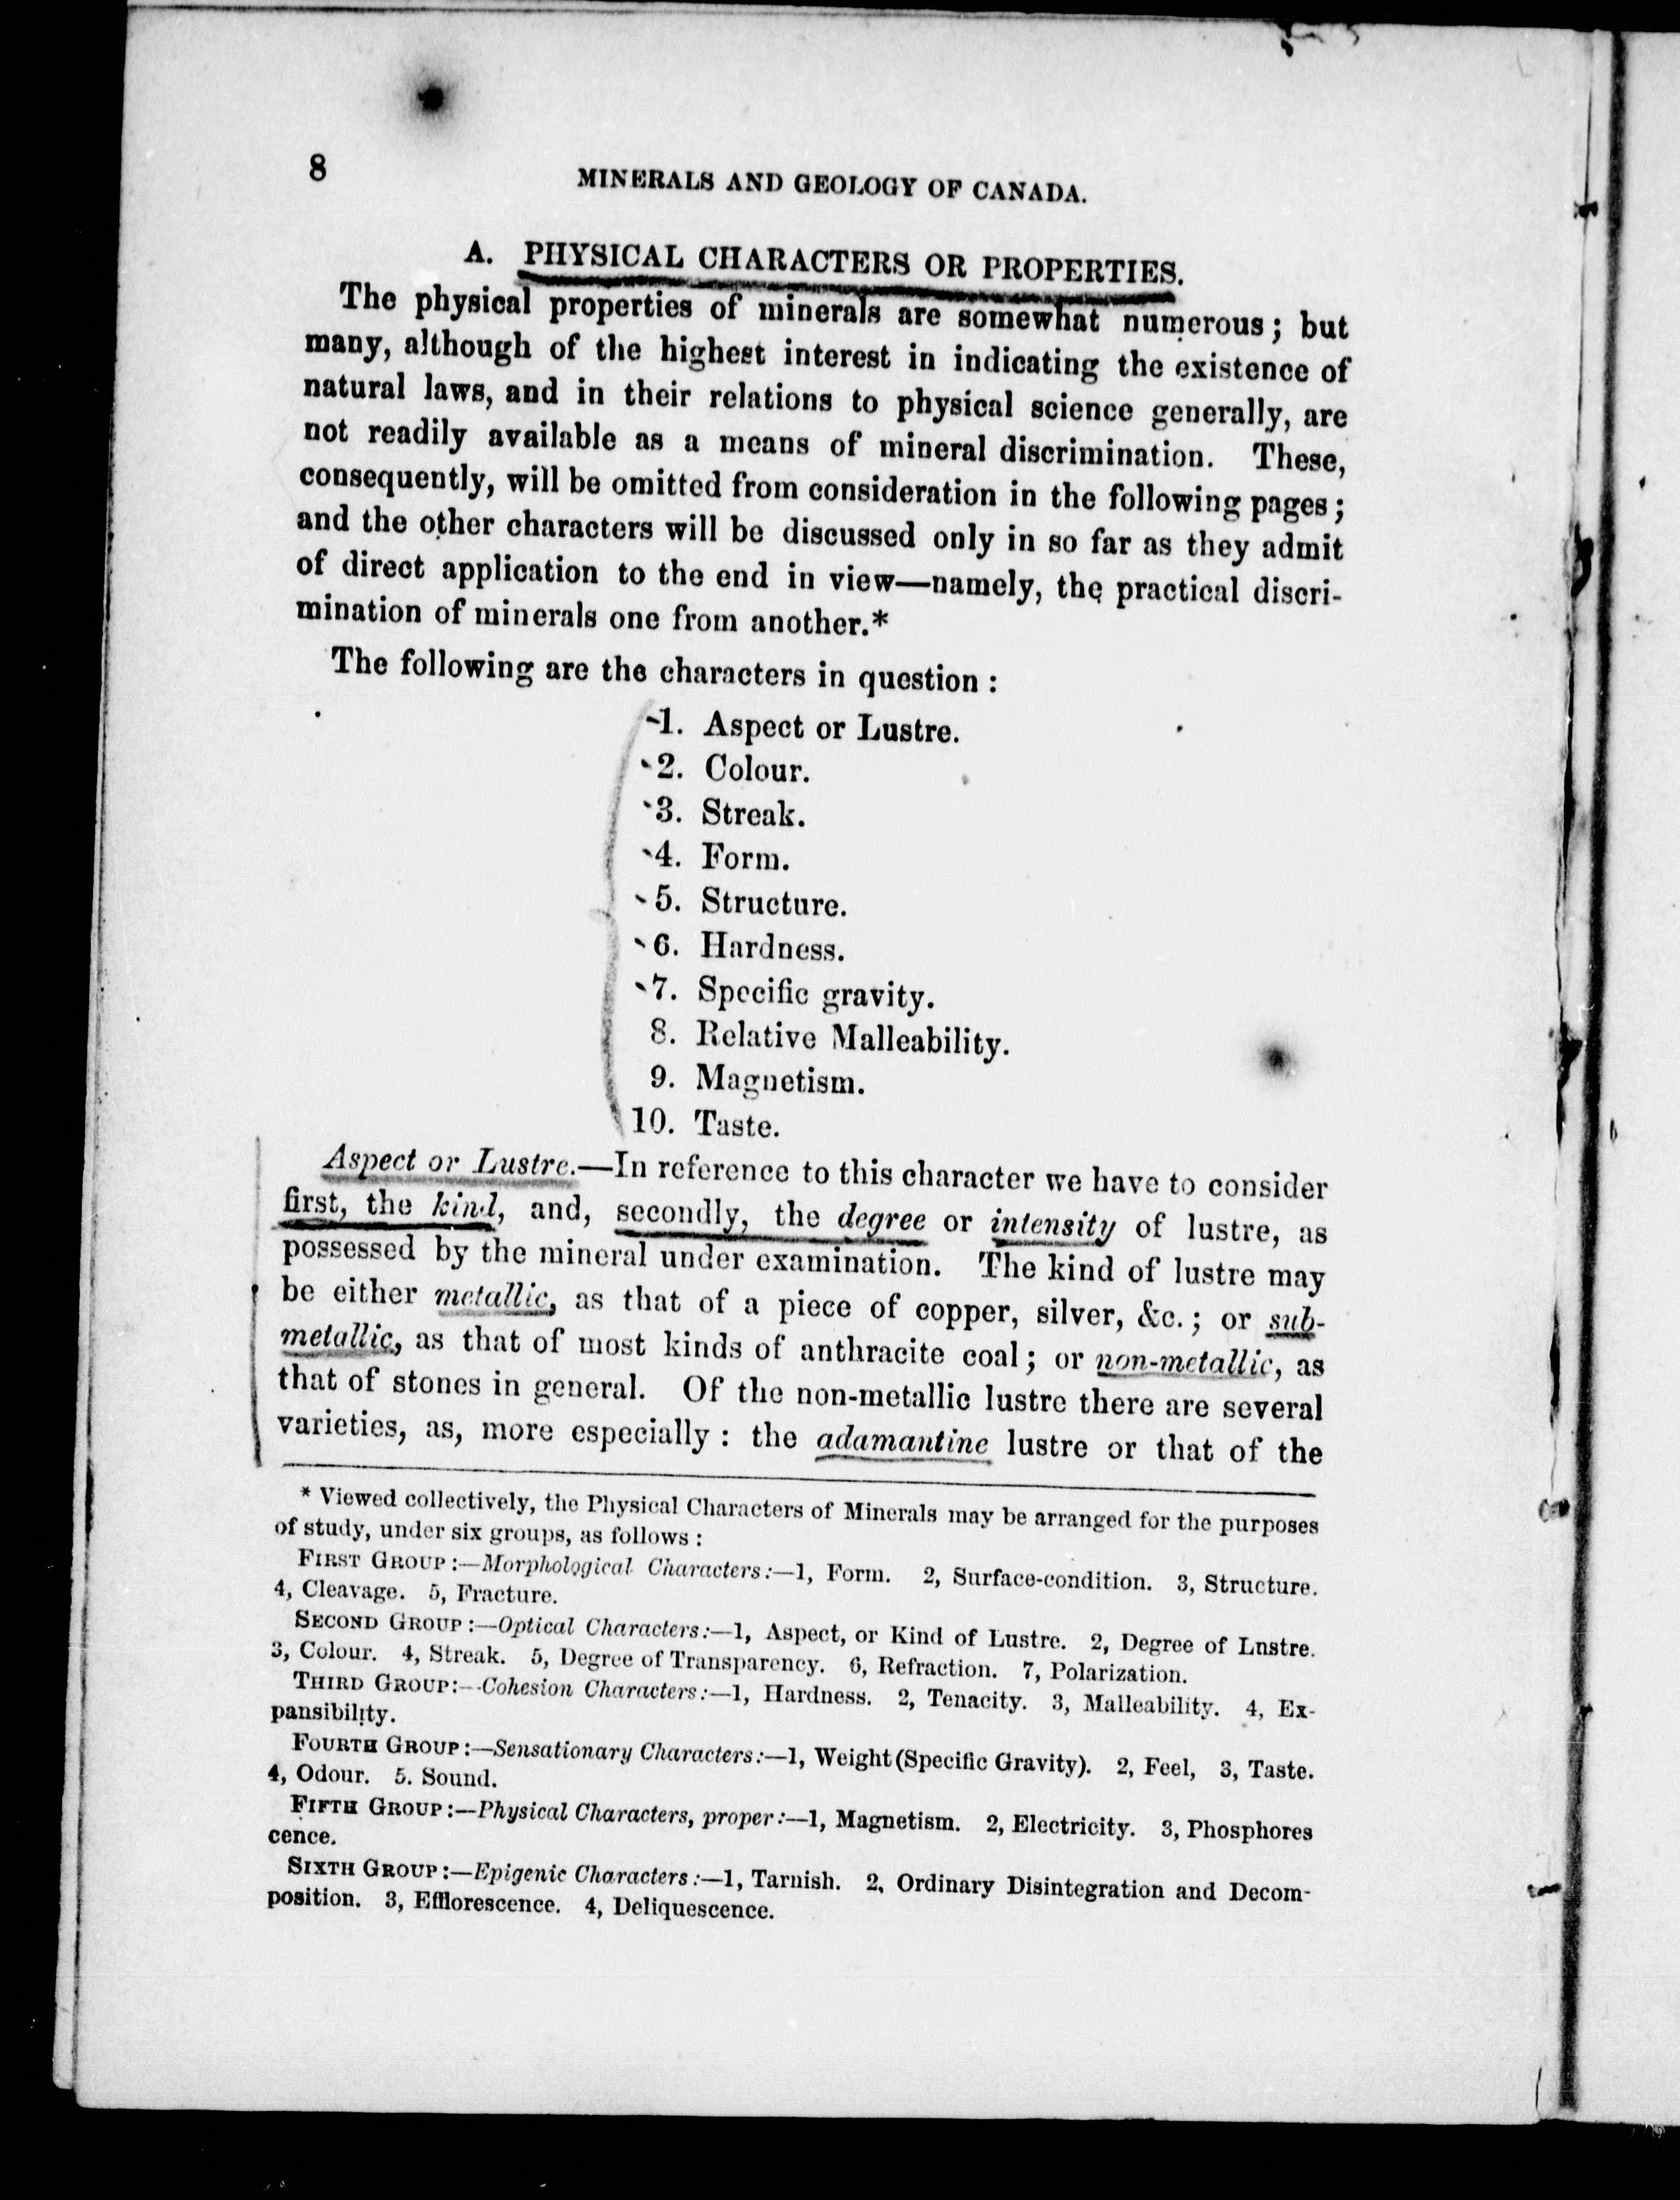 8
MINERALS AND GEOLOGY OF CANADA.
A. PHYSICAL CHARACTERS OR PROPERTIES.
The physical properties of minerals are somewhat numerous; but
many, although of the highest interest in indicating the existence of
natural laws, and in their relations to physical science generally, are
not readily available as a means of mineral discrimination. These,
consequently, will be omitted from consideration in the following pages;
and the other characters will be discussed only in so far as they admit
of direct application to the end in view—namely, the practical discri-
mination of minerals one from another.*
The following are the characters in question :
1. Aspect or Lustre.
2. Colour.
3. Streak.
4. Form.
5. Structure.
6. Hardness.
7. Specific gravity.
8. Relative Malleability.
9. Magnetism.
10. Taste.
Aspect or Lustre.—In reference to this character we have to consider
first, the kind, and, secondly, the degree or intensity of lustre, as
possessed by the mineral under examination. The kind of lustre may
be either metallic, as that of a piece of copper, silver, &c.; or sub-
metallic, as that of most kinds of anthracite coal; or non-metallic, as
that of stones in general. Of the non-metallic lustre there are several
varieties, as, more especially : the adamantine lustre or that of the
* Viewed collectively, the Physical Characters of Minerals may be arranged for the purposes
of study, under six groups, as follows :
FIRST GROUP :—Morphological Characters:—1, Form. 2, Surface-condition. 3, Structure.
4, Cleavage. 5, Fracture.
SECOND GROUP :—Optical Characters:—1, Aspect, or Kind of Lustre. 2, Degree of Lnstre.
3, Colour. 4, Streak. 5, Degree of Transparency. 6, Refraction. 7, Polarization.
THIRD GROUP:—Cohesion Characters:—1, Hardness. 2, Tenacity. 3, Malleability. 4, Ex-
pansibility.
FOURTH GROUP :—Sensationary Characters:—1, Weight (Specific Gravity). 2, Feel, 3, Taste.
4, Odour. 5. Sound.
FIFTH GROUP :—Physical Characters, proper :—1, Magnetism. 2, Electricity. 3, Phosphores
cence.
SIXTH GROUP :—Epigenic Characters :—1, Tarnish. 2, Ordinary Disintegration and Decom-
position. 3, Efflorescence. 4, Deliquescence.